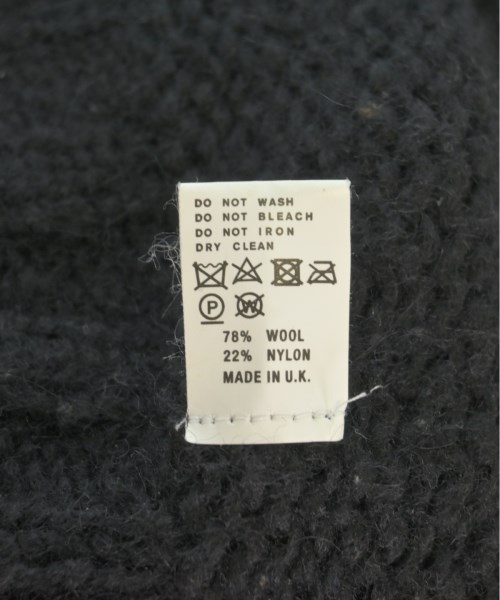 DO NOT WASH
DO NOT BLEACH
DO NOT IRON
DRY CLEAN
P W
78% WOOL
22% NYLON
MADE IN U.K.